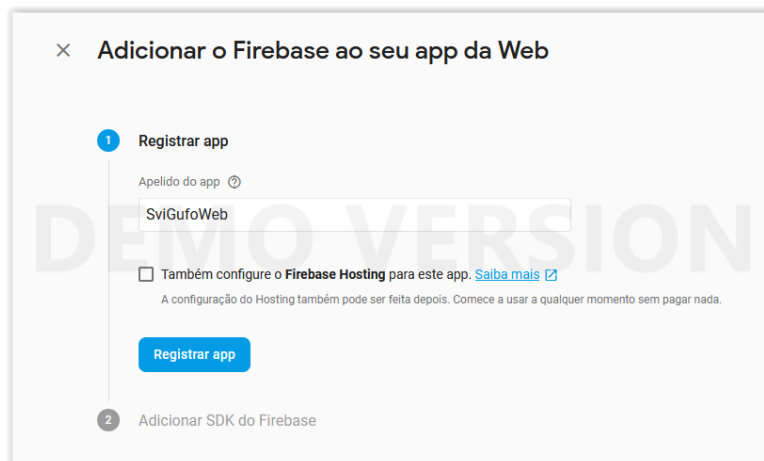 Adicionar o Firebase ao seu app da Web
1 Registrar app
Apelido do app
SviGufoWeb
DEMO VERSION
Também configure o Firebase Hosting para este app. Saiba mais
A configuração do Hosting também pode ser feita depois. Comece a usar a qualquer momento sem pagar nada.
Registrar app
2 Adicionar SDK do Firebase